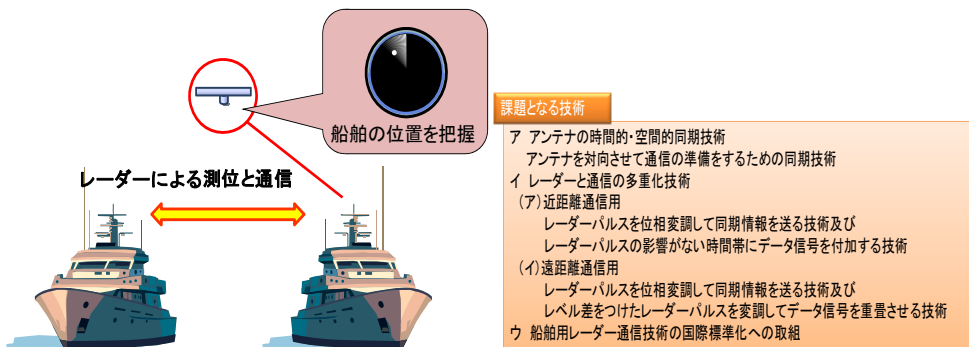 船舶の位置を把握
レーダーによる測位と通信
課題となる技術
ア アンテナの時間的・空間的同期技術
アンテナを対向させて通信の準備をするための同期技術
イ レーダーと通信の多重化技術
(ア)近距離通信用
レーダーパルスを位相変調して同期情報を送る技術及び
レーダーパルスの影響がない時間帯にデータ信号を付加する技術
(イ)遠距離通信用
レーダーパルスを位相変調して同期情報を送る技術及び
レベル差をつけたレーダーパルスを変調してデータ信号を重畳させる技術
ウ 船舶用レーダー通信技術の国際標準化への取組